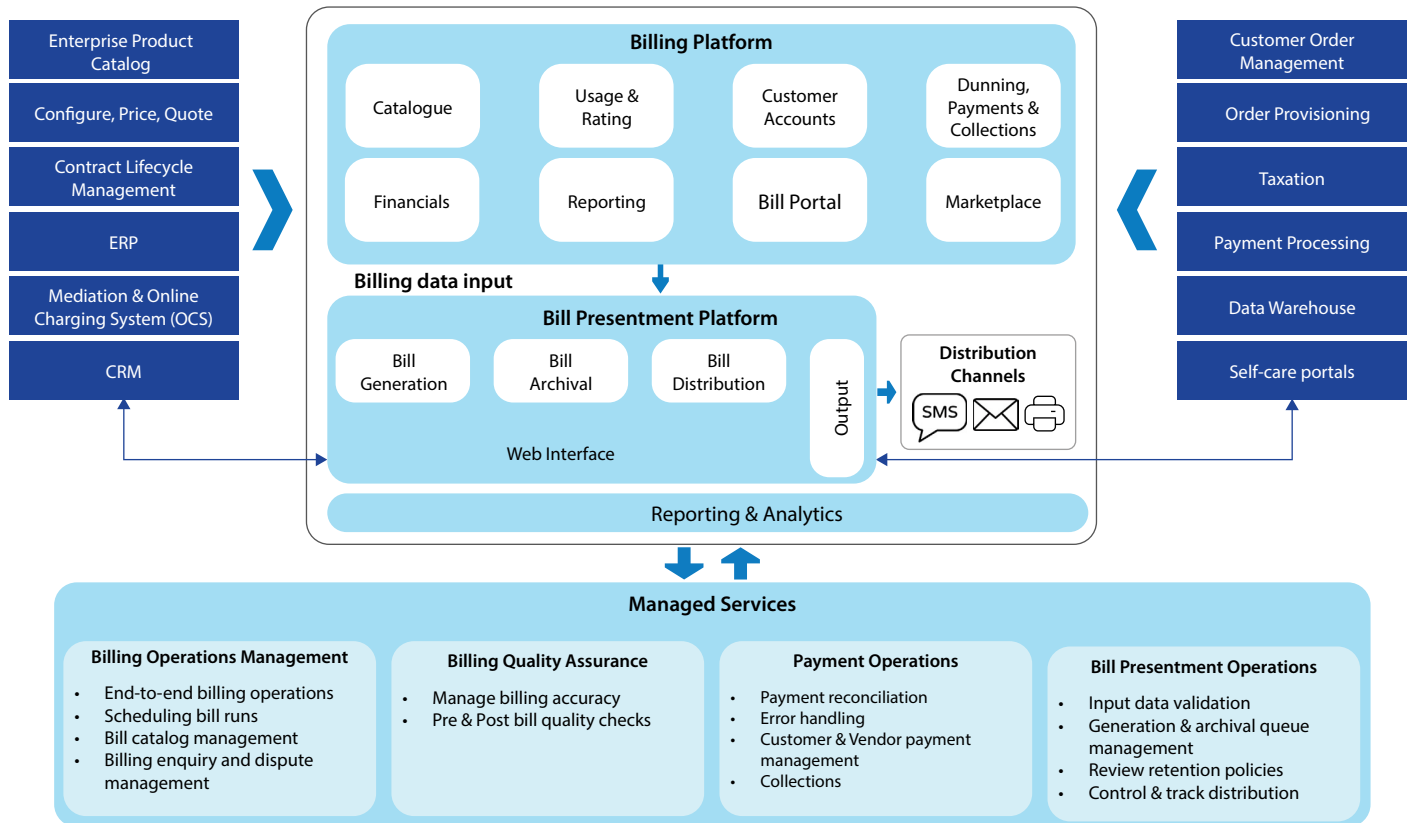 Enterprise Product
Catalog
Configure, Price, Quote
Contract Lifecycle
Management
ERP
Mediation & Online
Charging System (OCS)
CRM
Billing Platform
Catalogue
Usage &
Rating
Customer
Accounts
Dunning,
Payments &
Collections
Financials
Reporting
Bill Portal
Marketplace
Billing data input
Bill Presentment Platform
Bill
Generation
Bill
Archival
Bill
Distribution
Output
Web Interface
Distribution
Channels
SMS
Reporting & Analytics
Customer Order
Management
Order Provisioning
Taxation
Payment Processing
Data Warehouse
Self-care portals
Managed Services
Billing Operations Management
• End-to-end billing operations
• Scheduling bill runs
• Bill catalog management
• Billing enquiry and dispute
management
Billing Quality Assurance
• Manage billing accuracy
• Pre & Post bill quality checks
Payment Operations
• Payment reconciliation
• Error handling
• Customer & Vendor payment
management
• Collections
Bill Presentment Operations
• Input data validation
• Generation & archival queue
management
• Review retention policies
• Control & track distribution